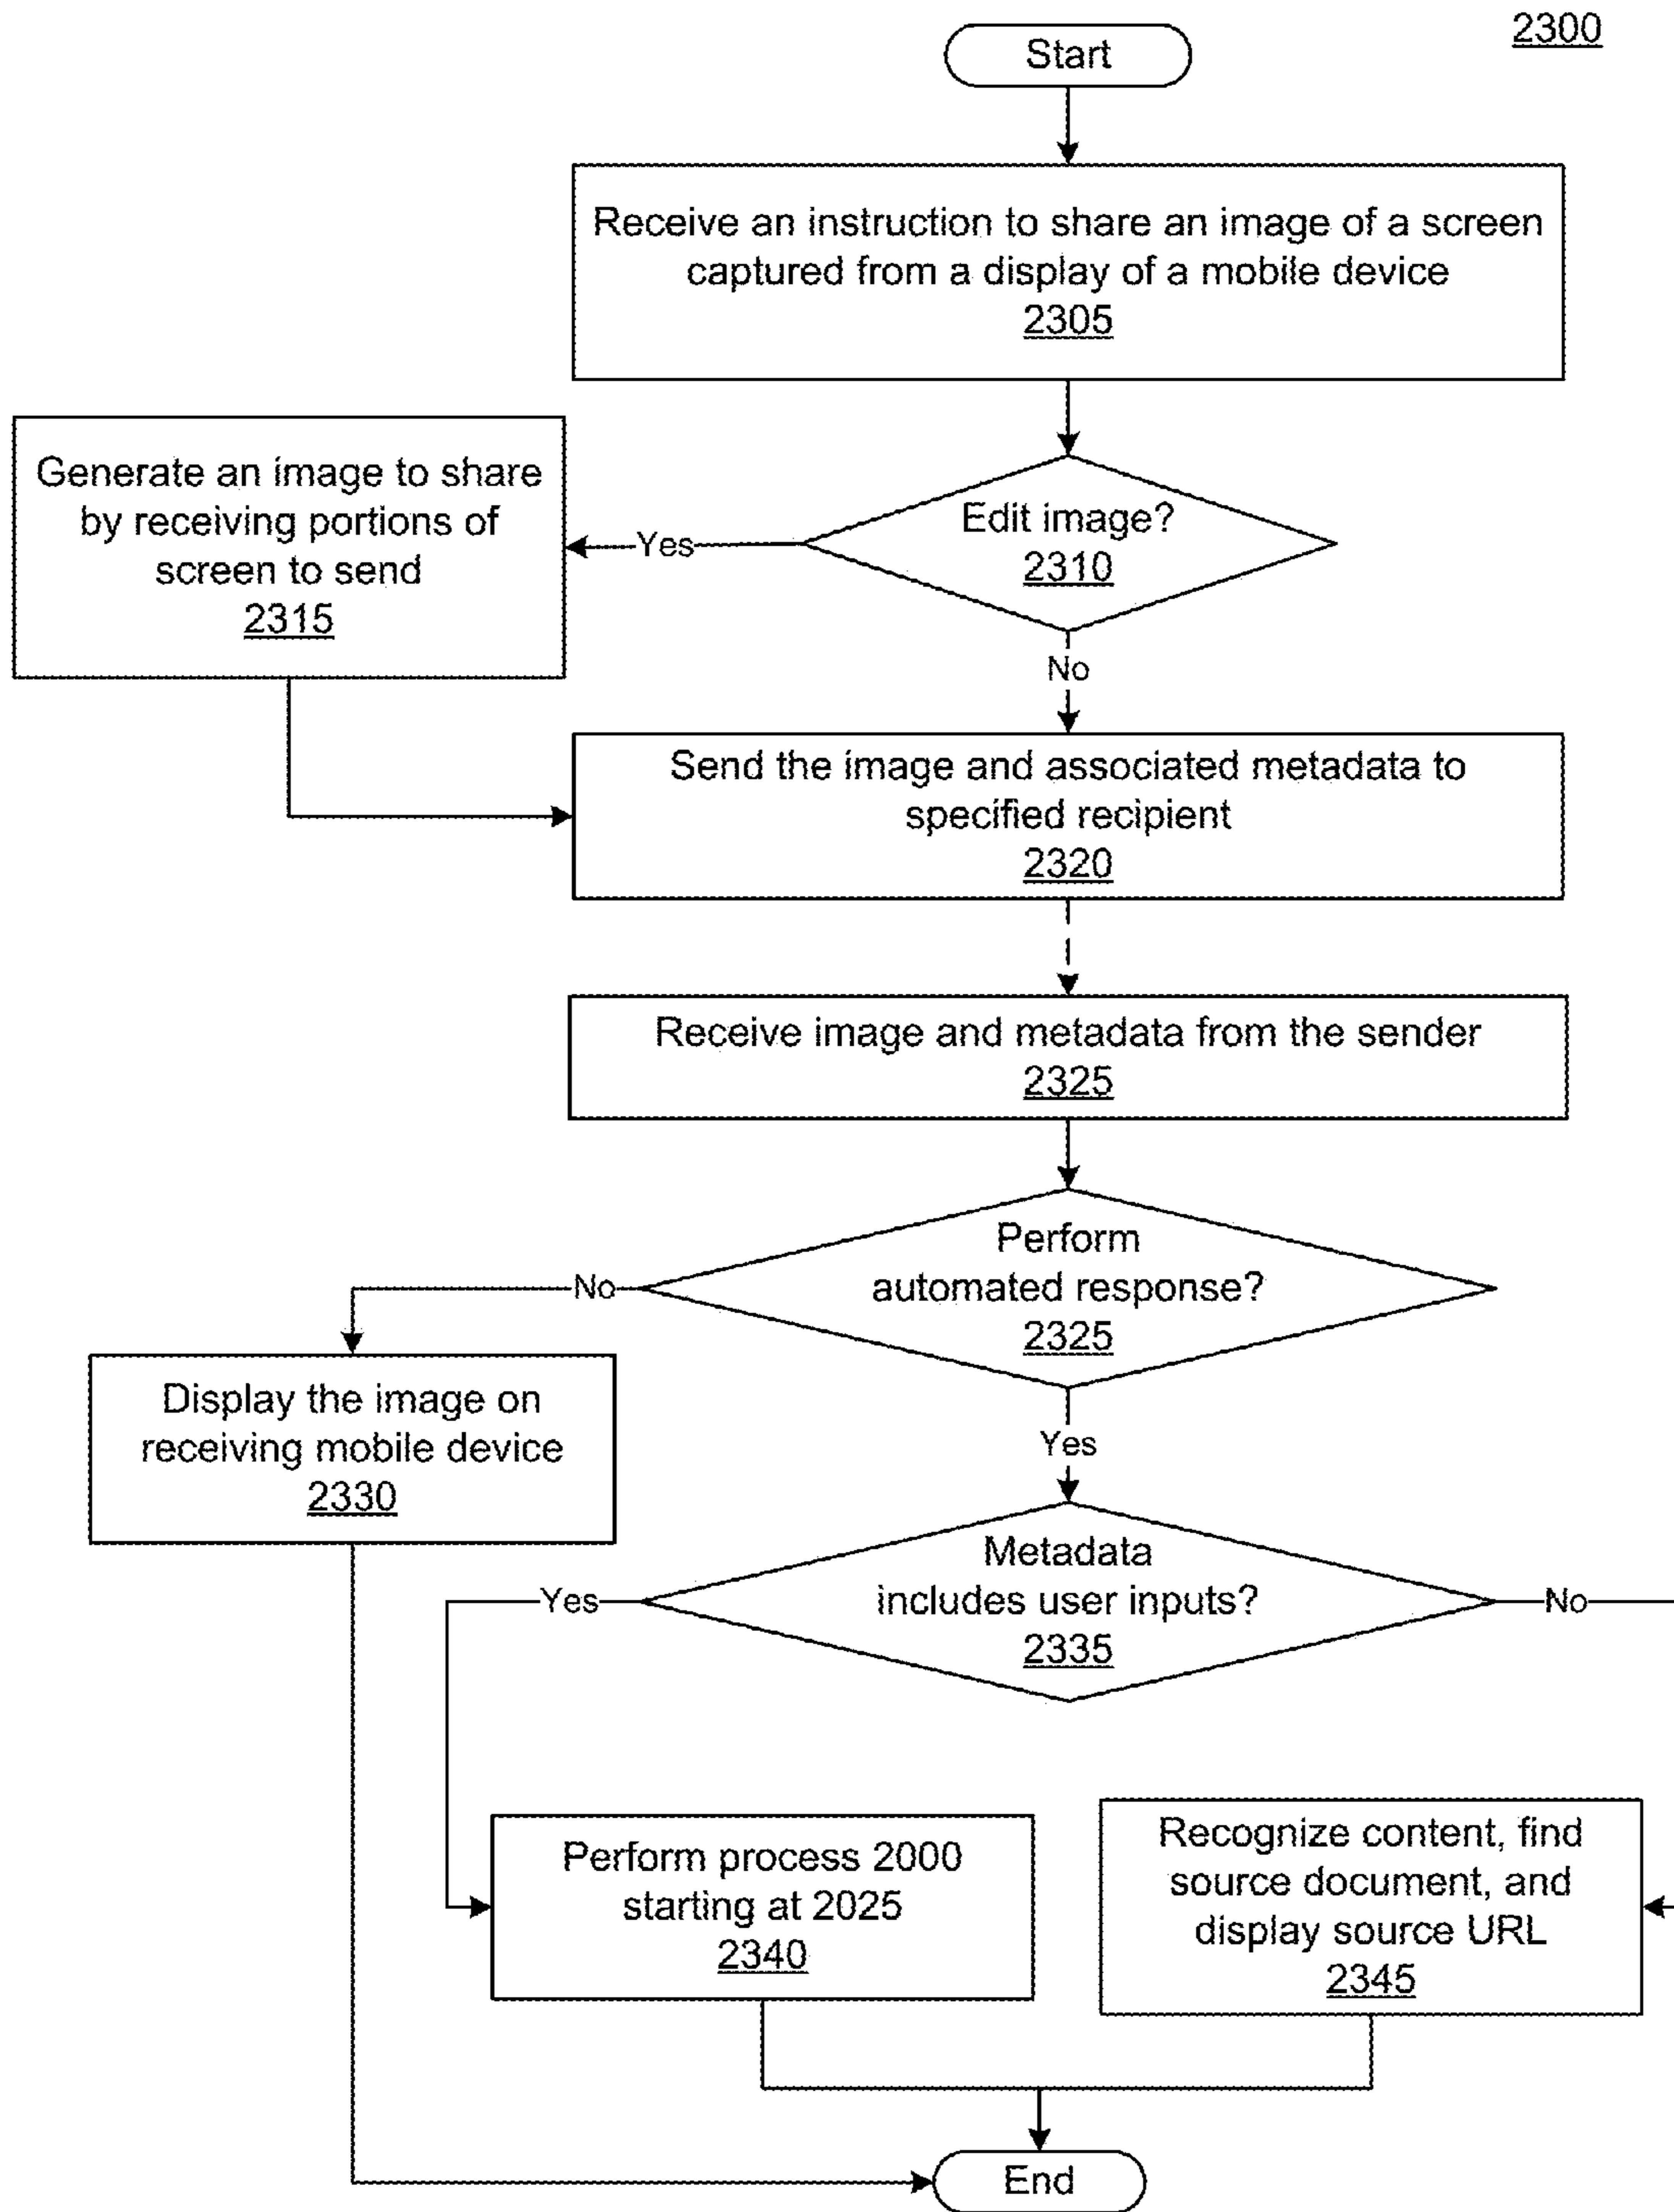 2300
Start
Receive an instruction to share an image of a screen
captured from a display of a mobile device
2305
Edit image?
2310
Yes
No
Generate an image to share
by receiving portions of
screen to send
2315
Send the image and associated metadata to
specified recipient
2320
Receive image and metadata from the sender
2325
Perform
automated response?
2325
No
Yes
Display the image on
receiving mobile device
2330
Metadata
includes user inputs?
2335
Yes
No
Perform process 2000
starting at 2025
2340
Recognize content, find
source document, and
display source URL
2345
End